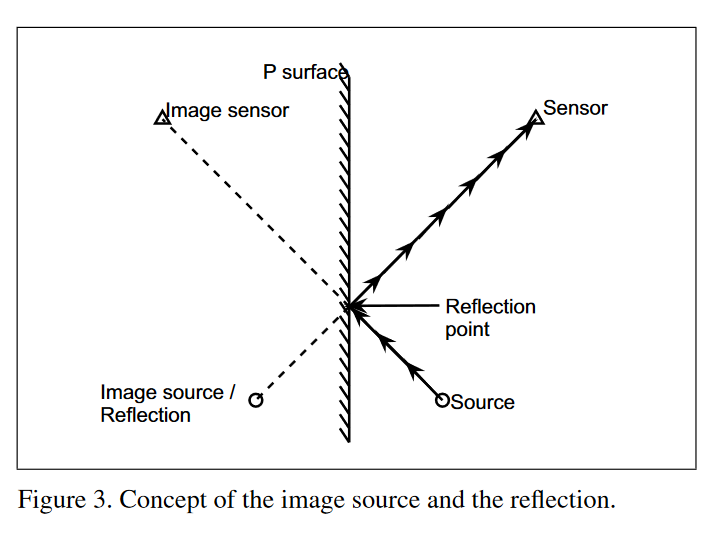 P surface
Image sensor
Sensor
Reflection
point
Image source /
Reflection
Source
Figure 3. Concept of the image source and the reflection.